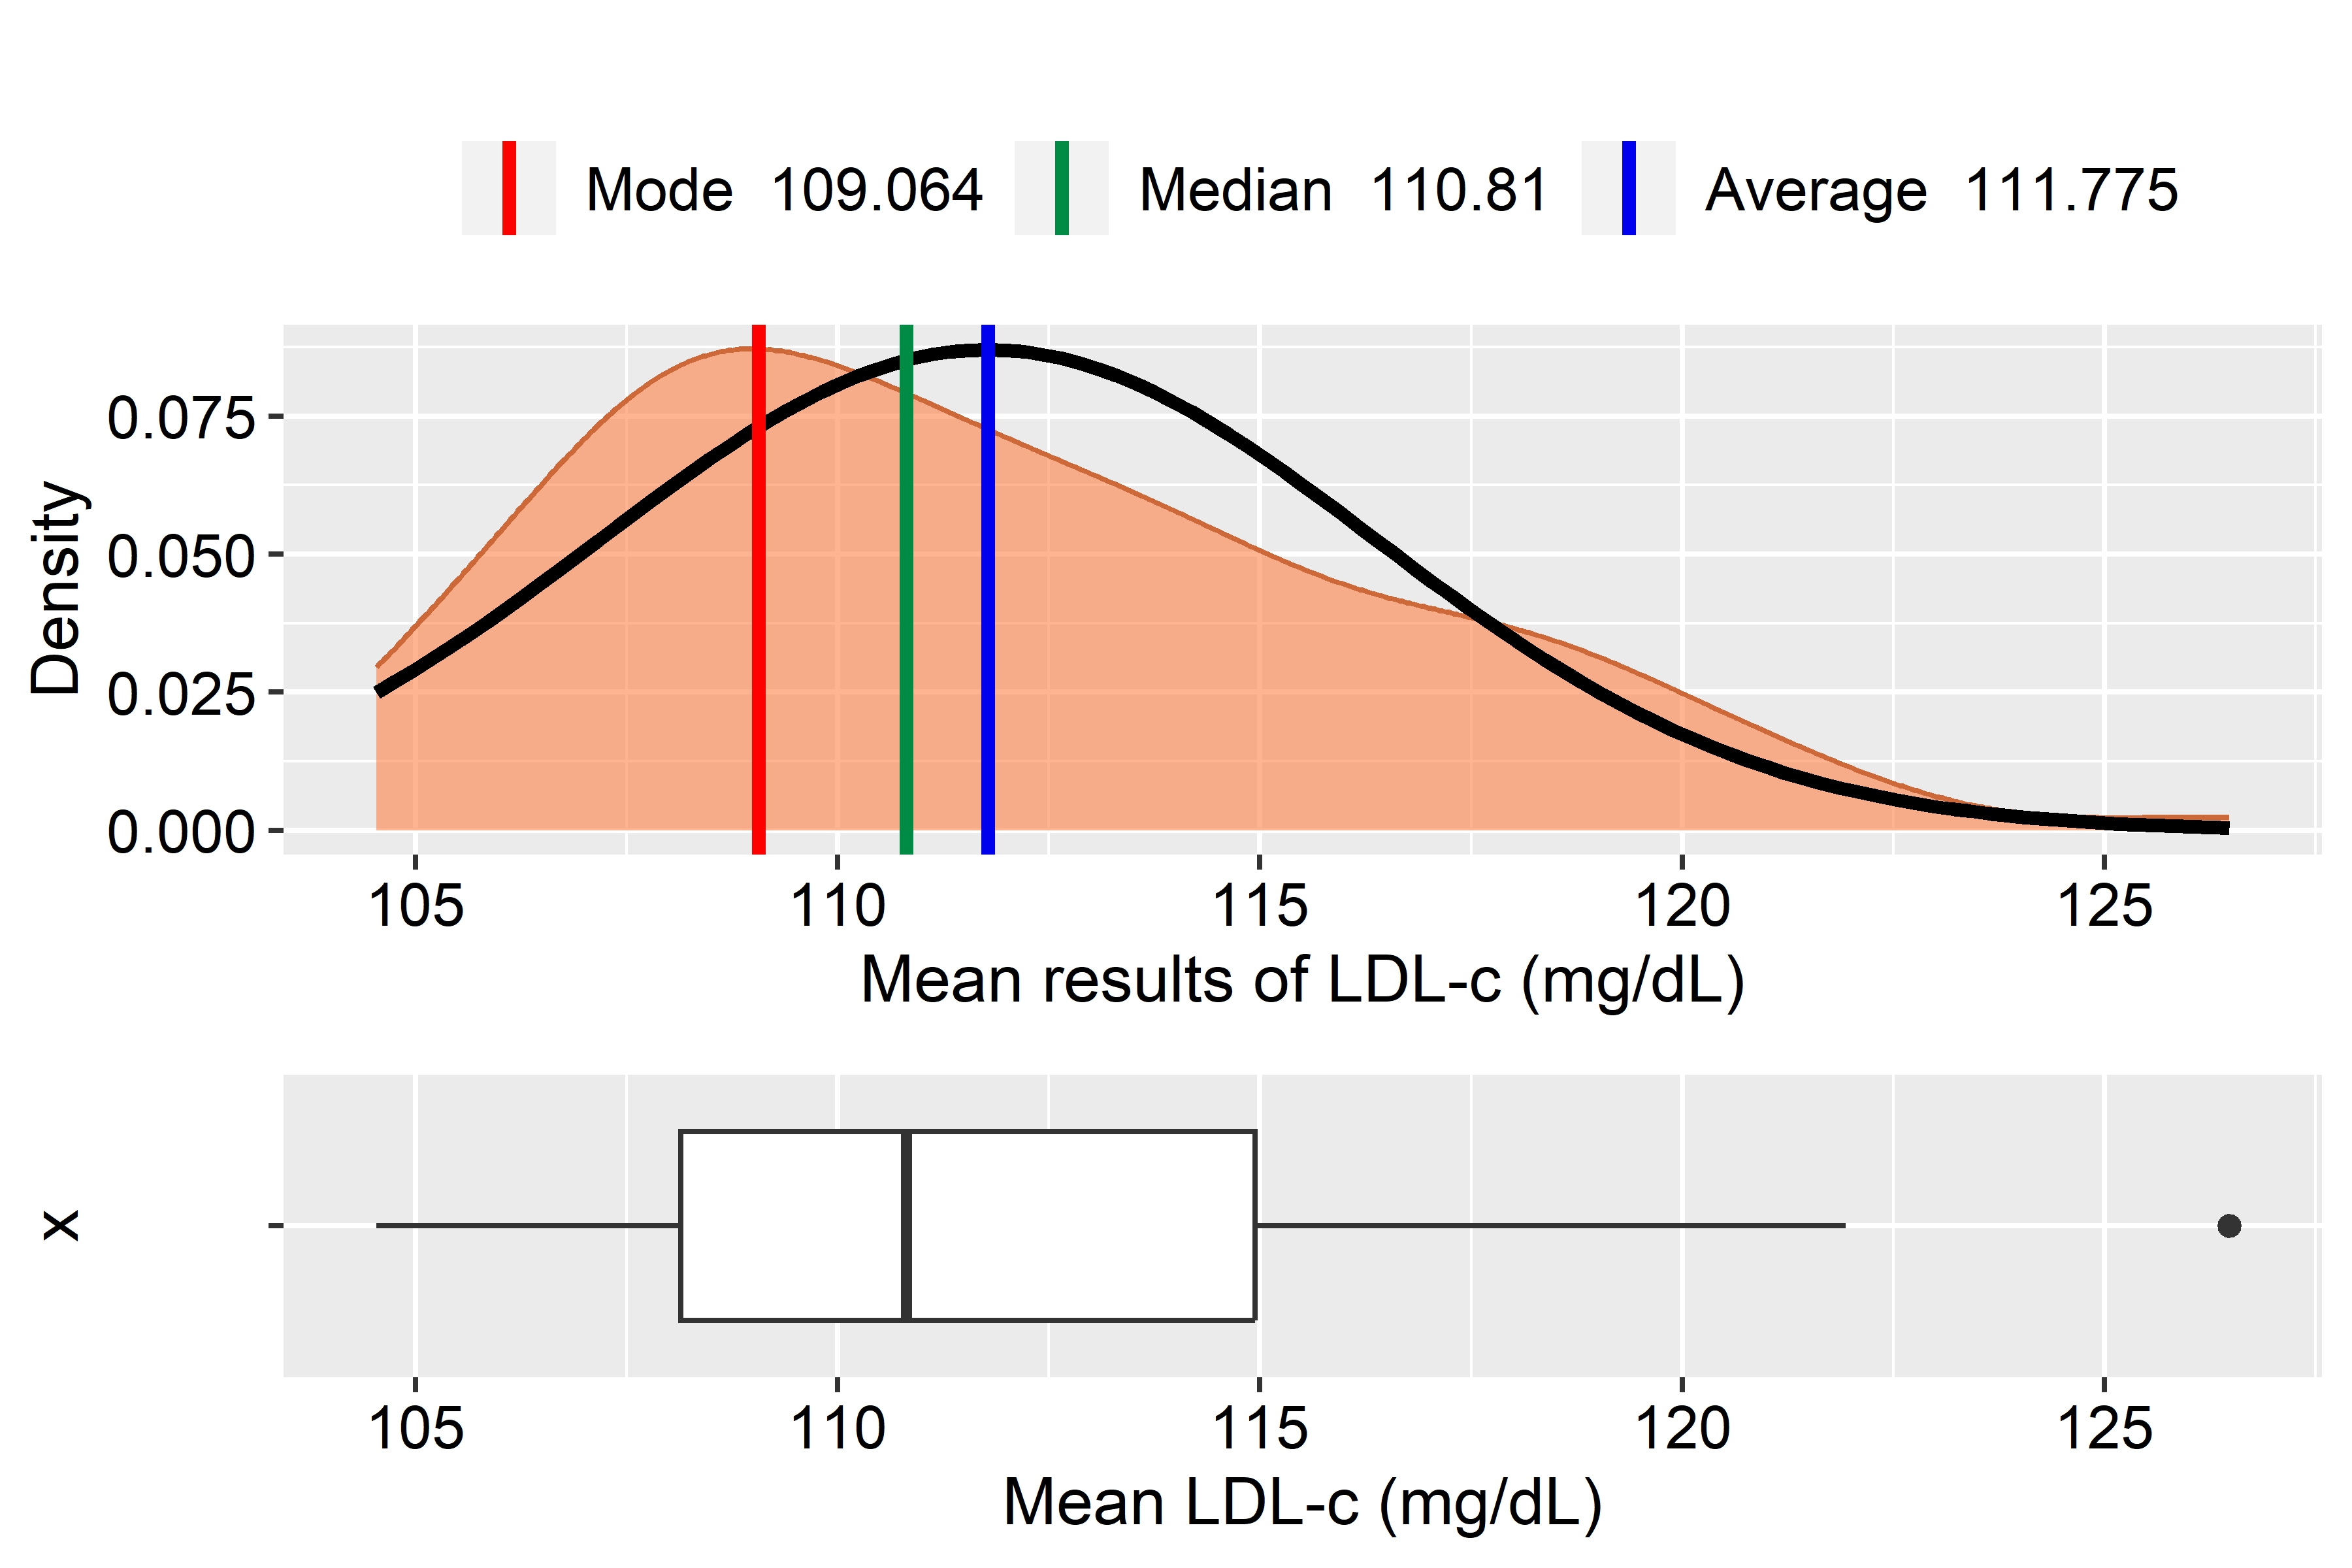 Mode 109.064 Median 110.81 Average 111.775
Density
0.075
0.050
0.025
0.000
105 110 115 120 125
Mean results of LDL-c (mg/dL)
x
105 110 115 120 125
Mean LDL-c (mg/dL)